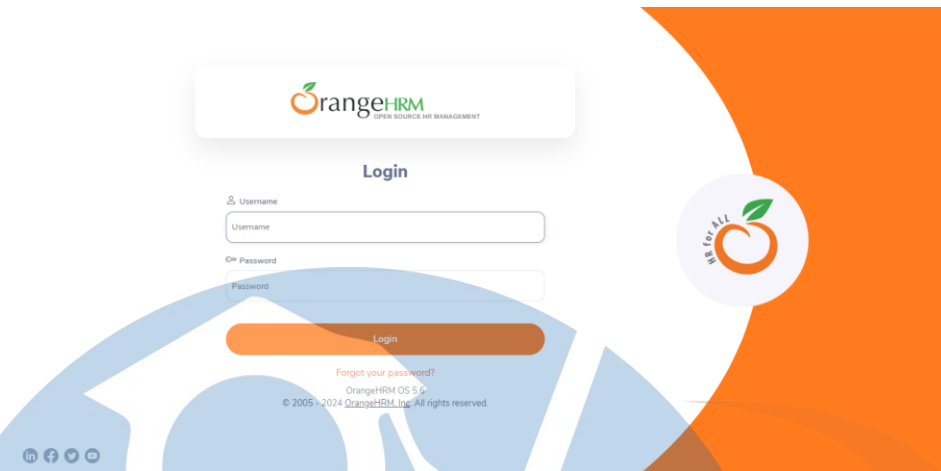 OrangeHRM
OPEN SOURCE HR MANAGEMENT
Login
Username
Username
Password
Password
Login
Forgot your password?
OrangeHRM OS 5.6
© 2005 - 2024 OrangeHRM, Inc. All rights reserved.
HR for ALL
in